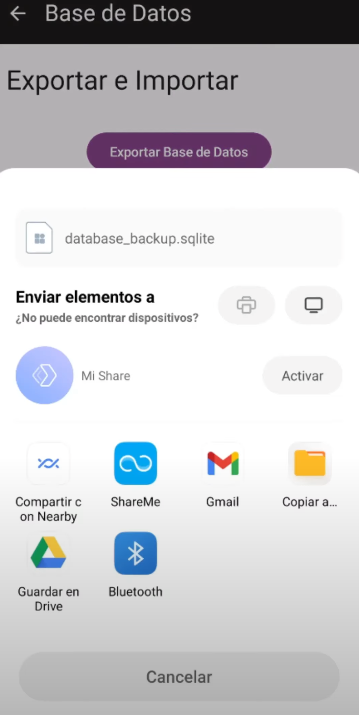 Base de Datos
Exportar e Importar
Exportar Base de Datos
database_backup.sqlite
Enviar elementos a
¿No puede encontrar dispositivos?
Mi Share
Activar
Compartir c
on Nearby
ShareMe
Gmail
Copiar a...
Guardar en
Drive
Bluetooth
Cancelar